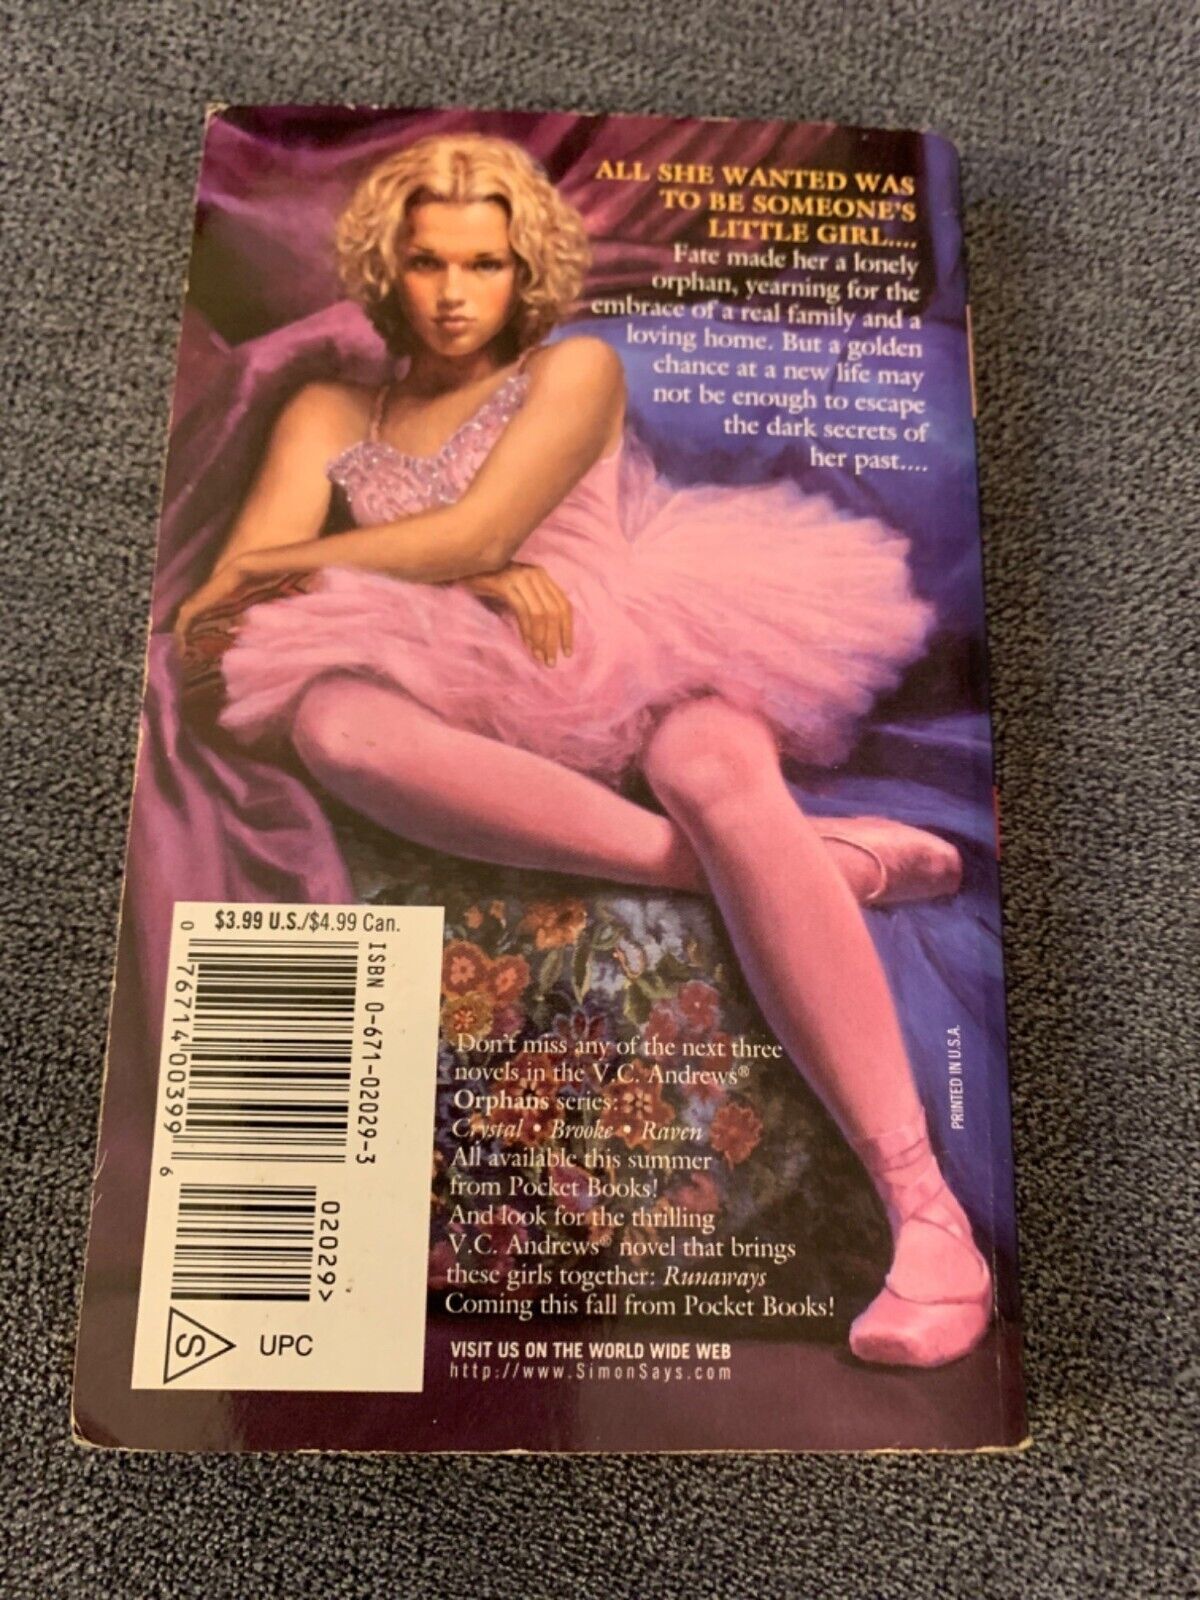 ALL SHE WANTED WAS
TO BE SOMEONE'S
LITTLE GIRL....
Fate made her a lonely
orphan, yearning for the
embrace of a real family and a
loving home. But a golden
chance at a new life may
not be enough to escape
the dark secrets of
her past....
$3.99 U.S./$4.99 Can.
ISBN 0-671-02029-3
0 76714 00399 6
02029>
S
UPC
Don't miss any of the next three
novels in the V.C. Andrews®
Orphans series:
Crystal • Brooke • Raven
All available this summer
from Pocket Books!
And look for the thrilling
V.C. Andrews® novel that brings
these girls together: Runaways
Coming this fall from Pocket Books!
VISIT US ON THE WORLD WIDE WEB
http://www.SimonSays.com
PRINTED IN U.S.A.